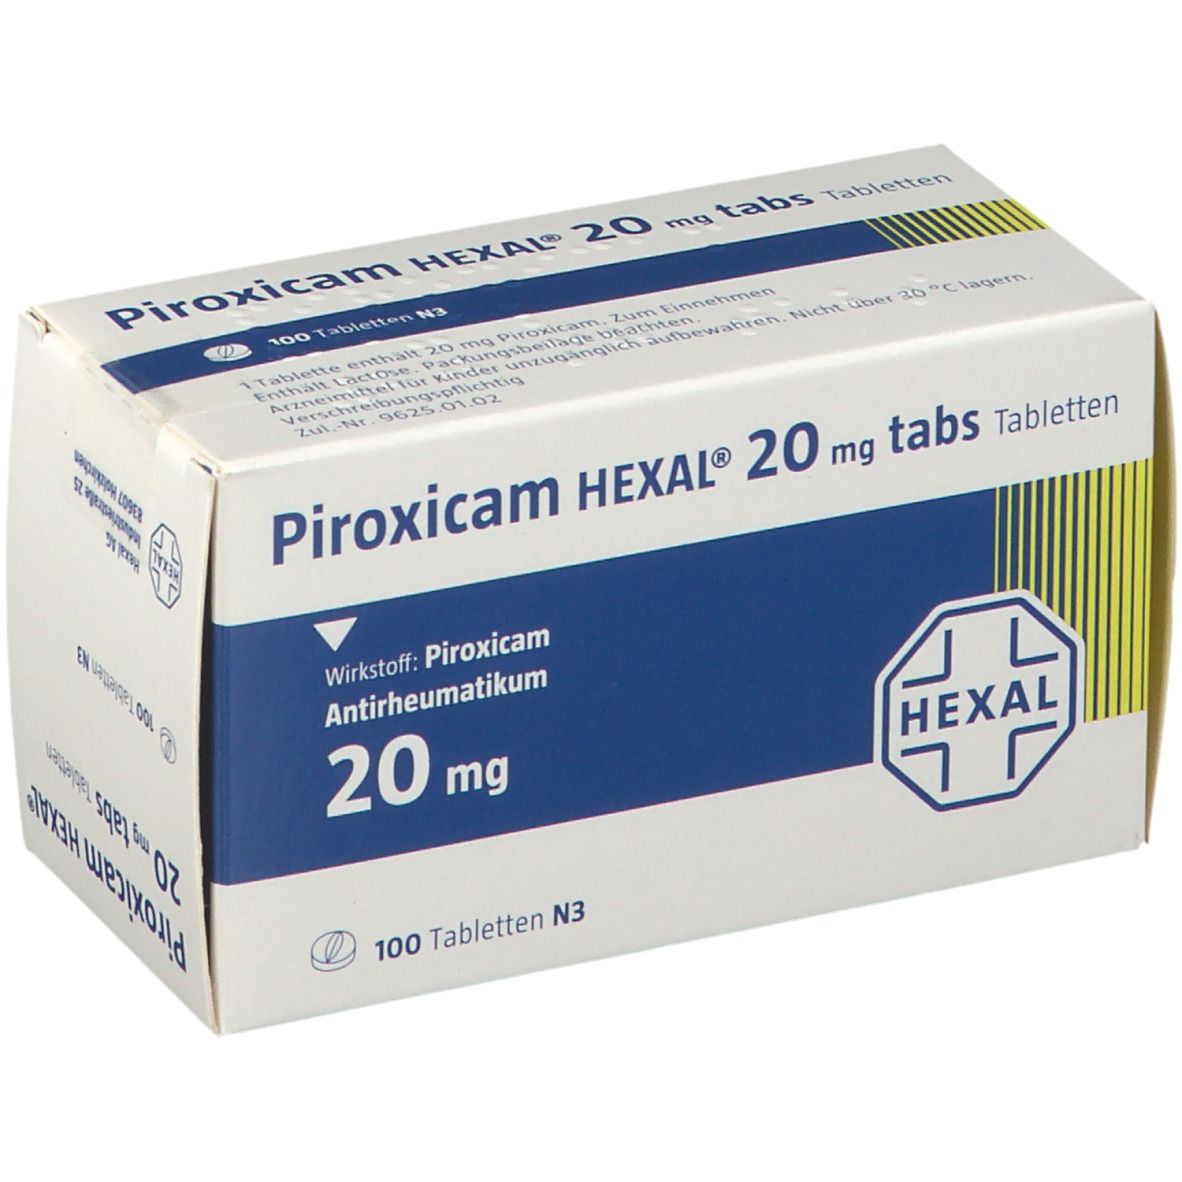 Piroxicam HEXAL® 20 mg tabs Tabletten
100 Tabletten N3
1 Tablette enthält 20 mg Piroxicam. Zum Einnehmen
Enthält Lactose. Packungsbeilage beachten.
Arzneimittel für Kinder unzugänglich aufbewahren. Nicht über 30 °C lagern.
Verschreibungspflichtig
Zul.-Nr. 9625.01.02
Piroxicam HEXAL® 20 mg tabs Tabletten
Wirkstoff: Piroxicam
Antirheumatikum
20 mg
HEXAL
100 Tabletten N3
Piroxicam HEXAL®
20 mg tabs Tabletten
100 Tabletten N3
HEXAL
Hexal AG
Industriestraße 25
83607 Holzkirchen